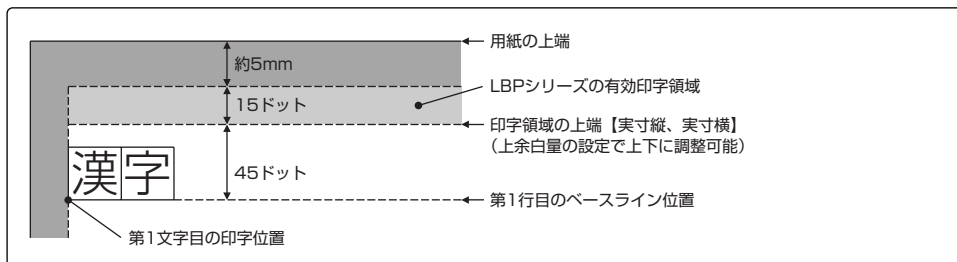 用紙の上端
約5mm
LBPシリーズの有効印字領域
15ドット
印字領域の上端【実寸縦、実寸横】
(上余白量の設定で上下に調整可能)
45ドット
漢字
第1行目のベースライン位置
第1文字目の印字位置